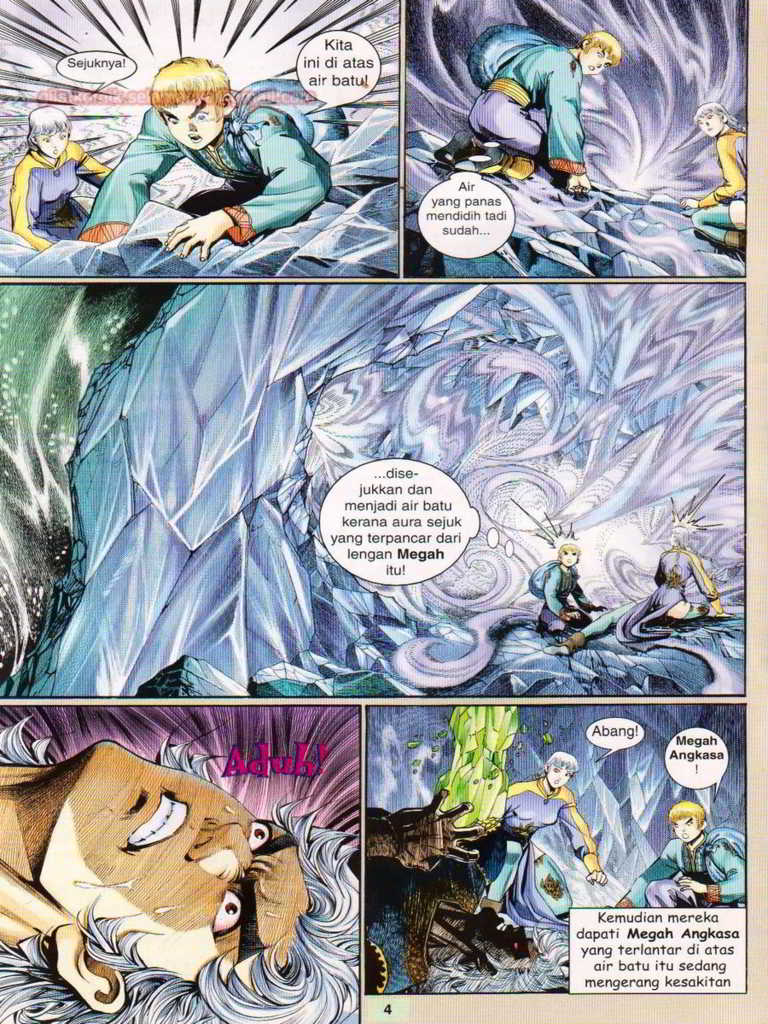 Sejuknya!
Kita
ini di atas
air batu!
Air
yang panas
mendidih tadi
sudah...
...dise-
jukkan dan
menjadi air batu
kerana aura sejuk
yang terpancar dari
lengan Megah
itu!
Aduh!
Abang!
Megah
Angkasa
!
Kemudian mereka
dapati Megah Angkasa
yang terlantar di atas
air batu itu sedang
mengerang kesakitan
4